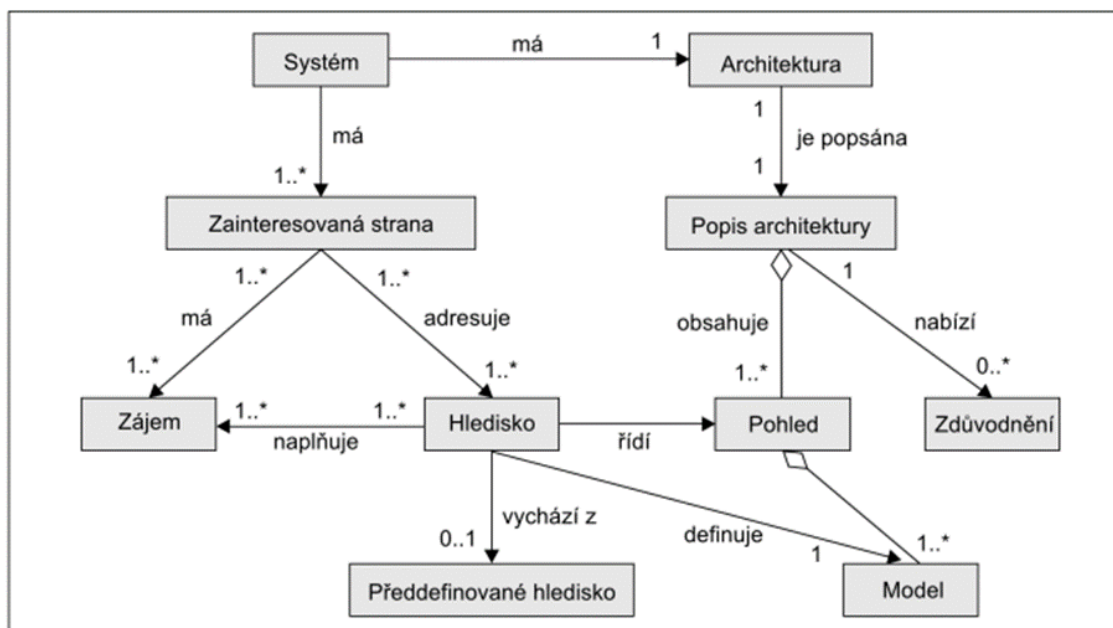 Systém
má
1
Architektura
má
1..*
1
je popsána
1
Zainteresovaná strana
Popis architektury
1..*
1..*
1
má
adresuje
obsahuje
nabízí
1..*
1..*
1..*
0..*
Zájem
1..*
naplňuje
1..*
Hledisko
řídí
Pohled
Zdůvodnění
vychází z
0..1
definuje
1
1..*
Předdefinované hledisko
Model